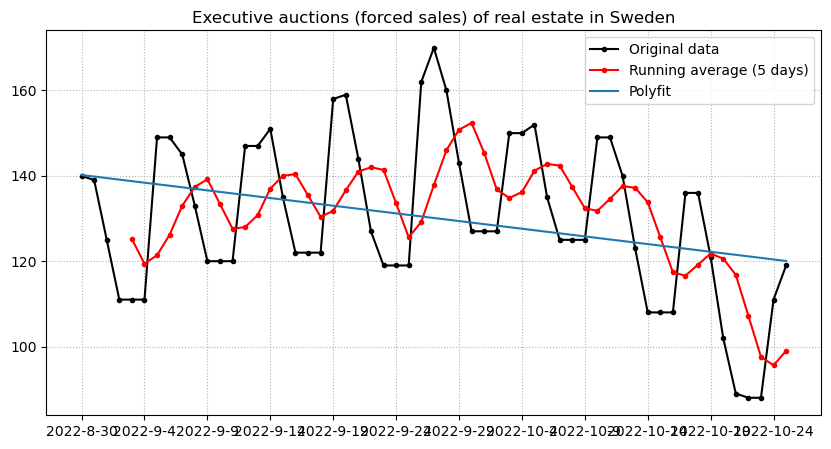 Executive auctions (forced sales) of real estate in Sweden
Original data
Running average (5 days)
Polyfit
160
140
120
100
2022-8-30 2022-9-4 2022-9-9 2022-9-14 2022-9-19 2022-9-24 2022-9-29 2022-10-4 2022-10-9 2022-10-14 2022-10-19 2022-10-24